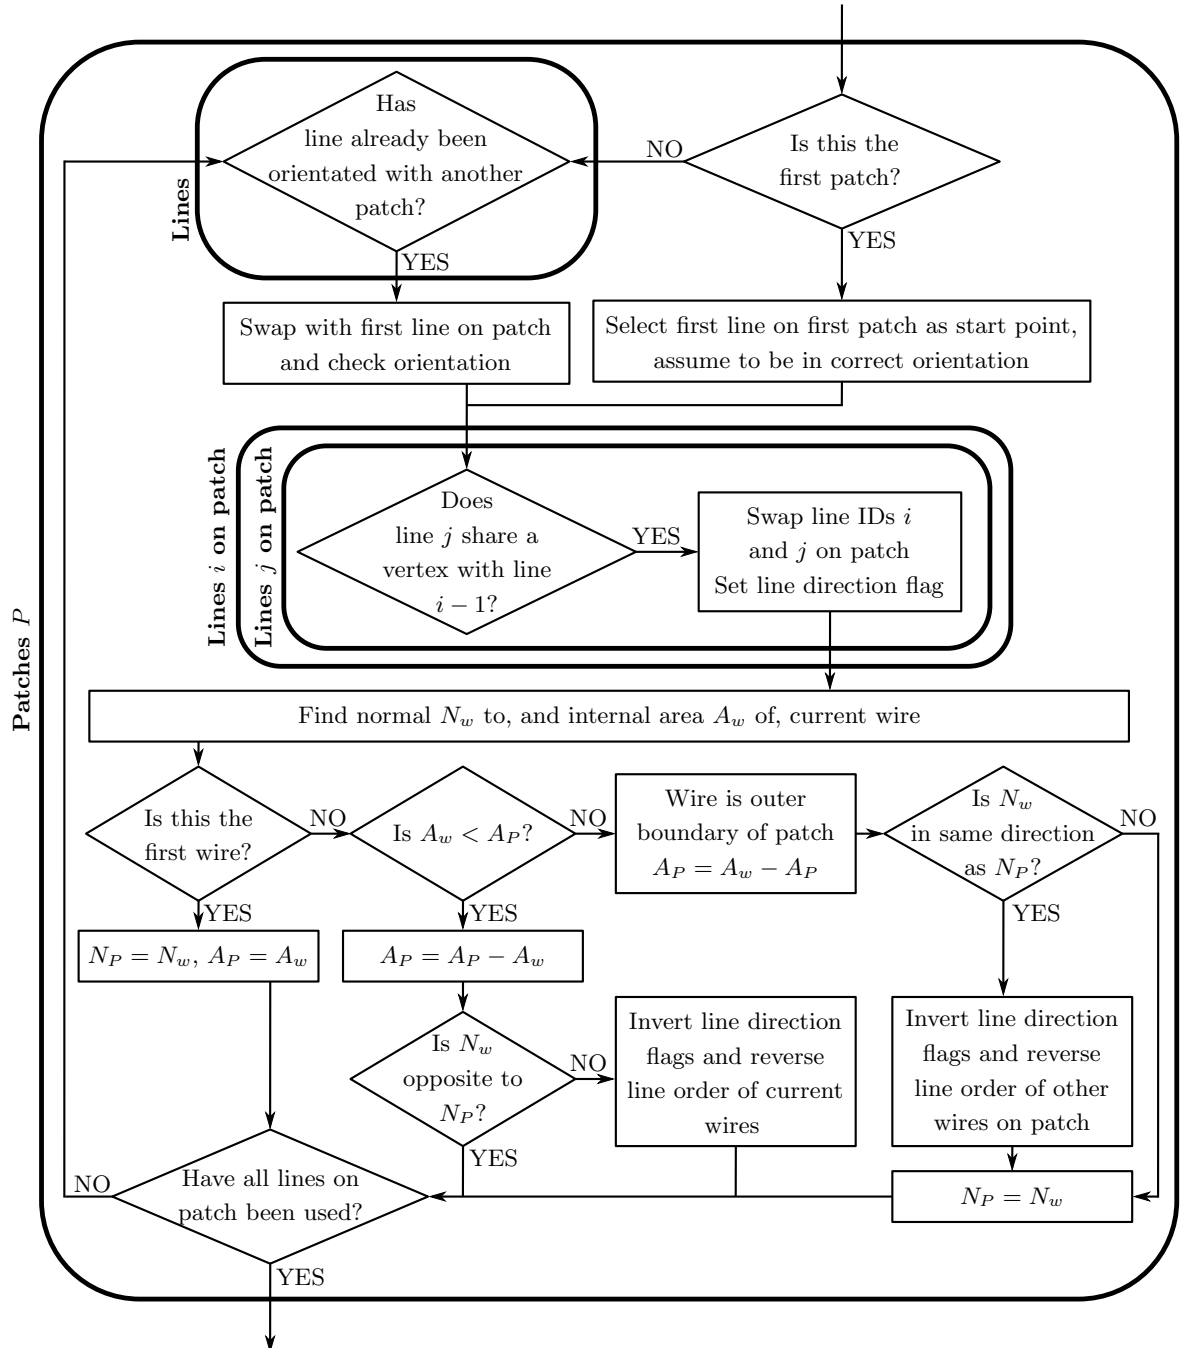 Has
line already been
orientated with another
patch?
Is this the
first patch?
NO
YES
YES
Lines
Swap with first line on patch
and check orientation
Select first line on first patch as start point,
assume to be in correct orientation
Lines i on patch
Lines j on patch
Does
line j share a
vertex with line
i − 1?
YES
Swap line IDs i
and j on patch
Set line direction flag
Patches P
Find normal N_w to, and internal area A_w of, current wire
Is this the
first wire?
NO
Is A_w < A_P?
NO
Wire is outer
boundary of patch
A_P = A_w − A_P
Is N_w
in same direction
as N_P?
NO
YES
YES
YES
N_P = N_w, A_P = A_w
A_P = A_P − A_w
Is N_w
opposite to
N_P?
NO
YES
Invert line direction
flags and reverse
line order of current
wires
Invert line direction
flags and reverse
line order of other
wires on patch
Have all lines on
patch been used?
NO
YES
N_P = N_w